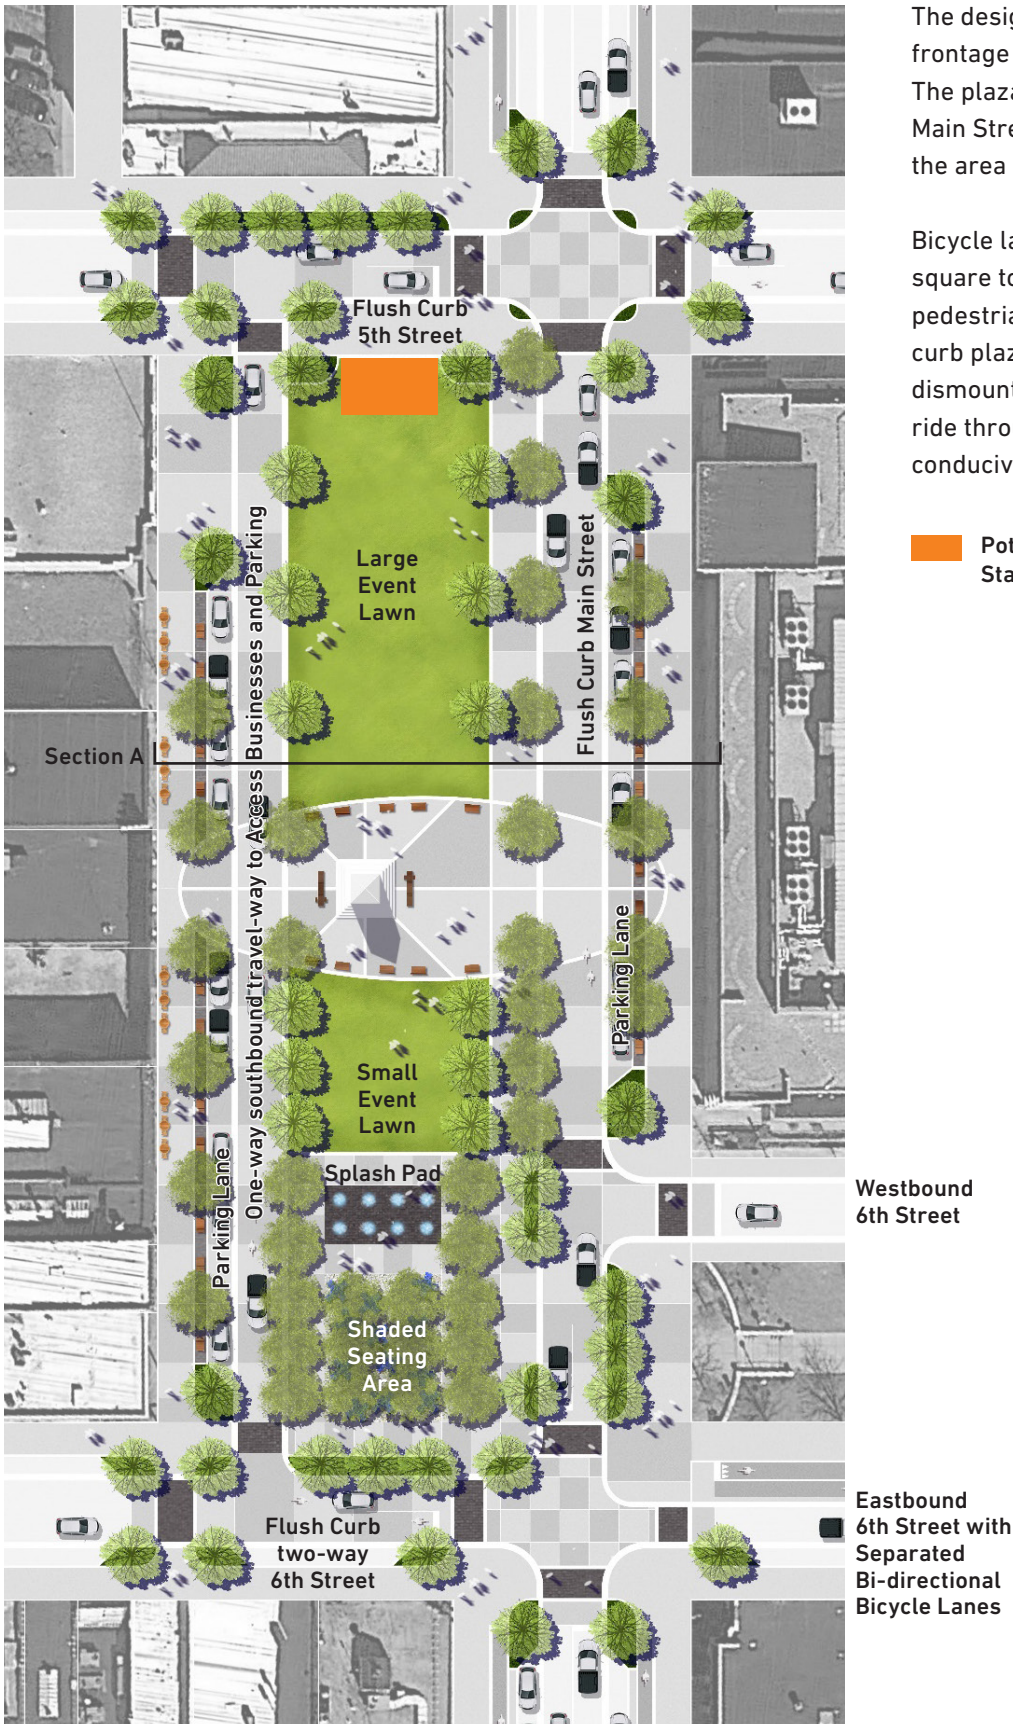 The desig
frontage
The plaza
Main Stre
the area
Bicycle la
square to
pedestria
curb plaz
dismount
ride thro
conduciv
Pot
Sta
Flush Curb
5th Street
Large
Event
Lawn
One-way southbound travel-way to Access Businesses and Parking
Flush Curb Main Street
Section A
Parking Lane
Small
Event
Lawn
Splash Pad
Parking Lane
Westbound
6th Street
Shaded
Seating
Area
Flush Curb
two-way
6th Street
Eastbound
6th Street with
Separated
Bi-directional
Bicycle Lanes